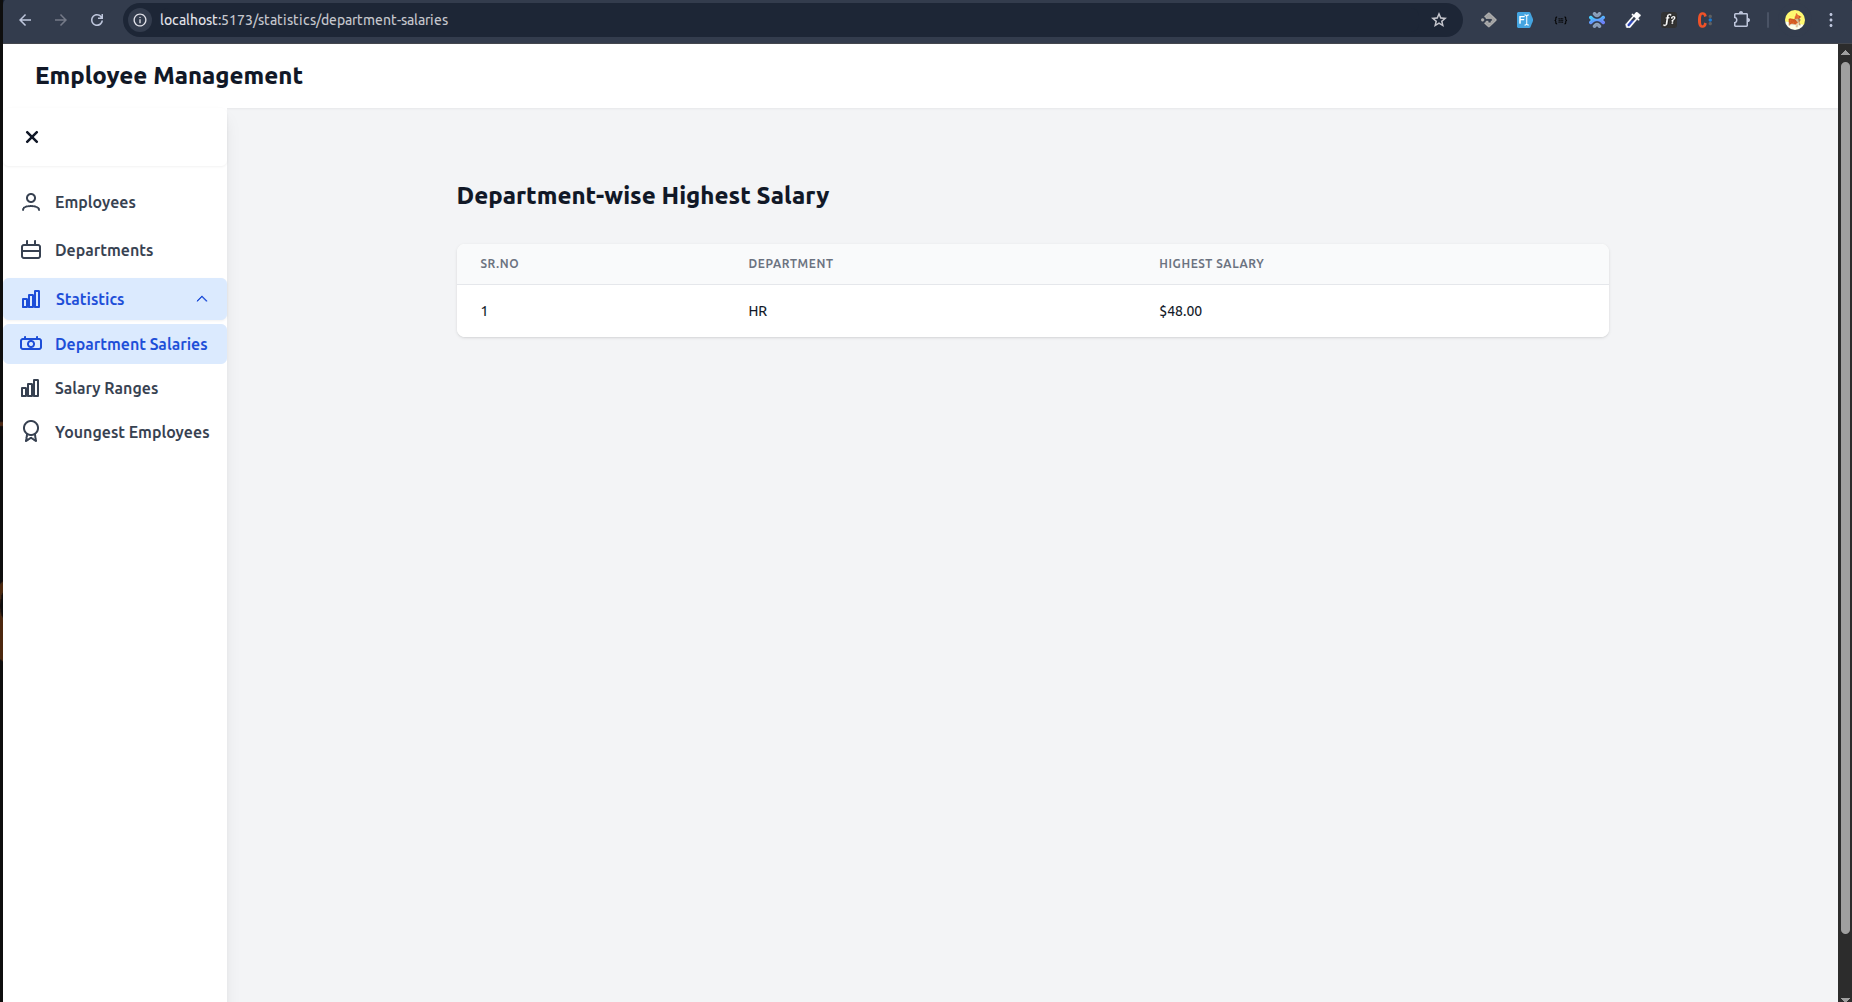 localhost:5173/statistics/department-salaries
Employee Management
Employees
Departments
Statistics
Department Salaries
Salary Ranges
Youngest Employees
Department-wise Highest Salary
SR.NO DEPARTMENT HIGHEST SALARY
1 HR $48.00